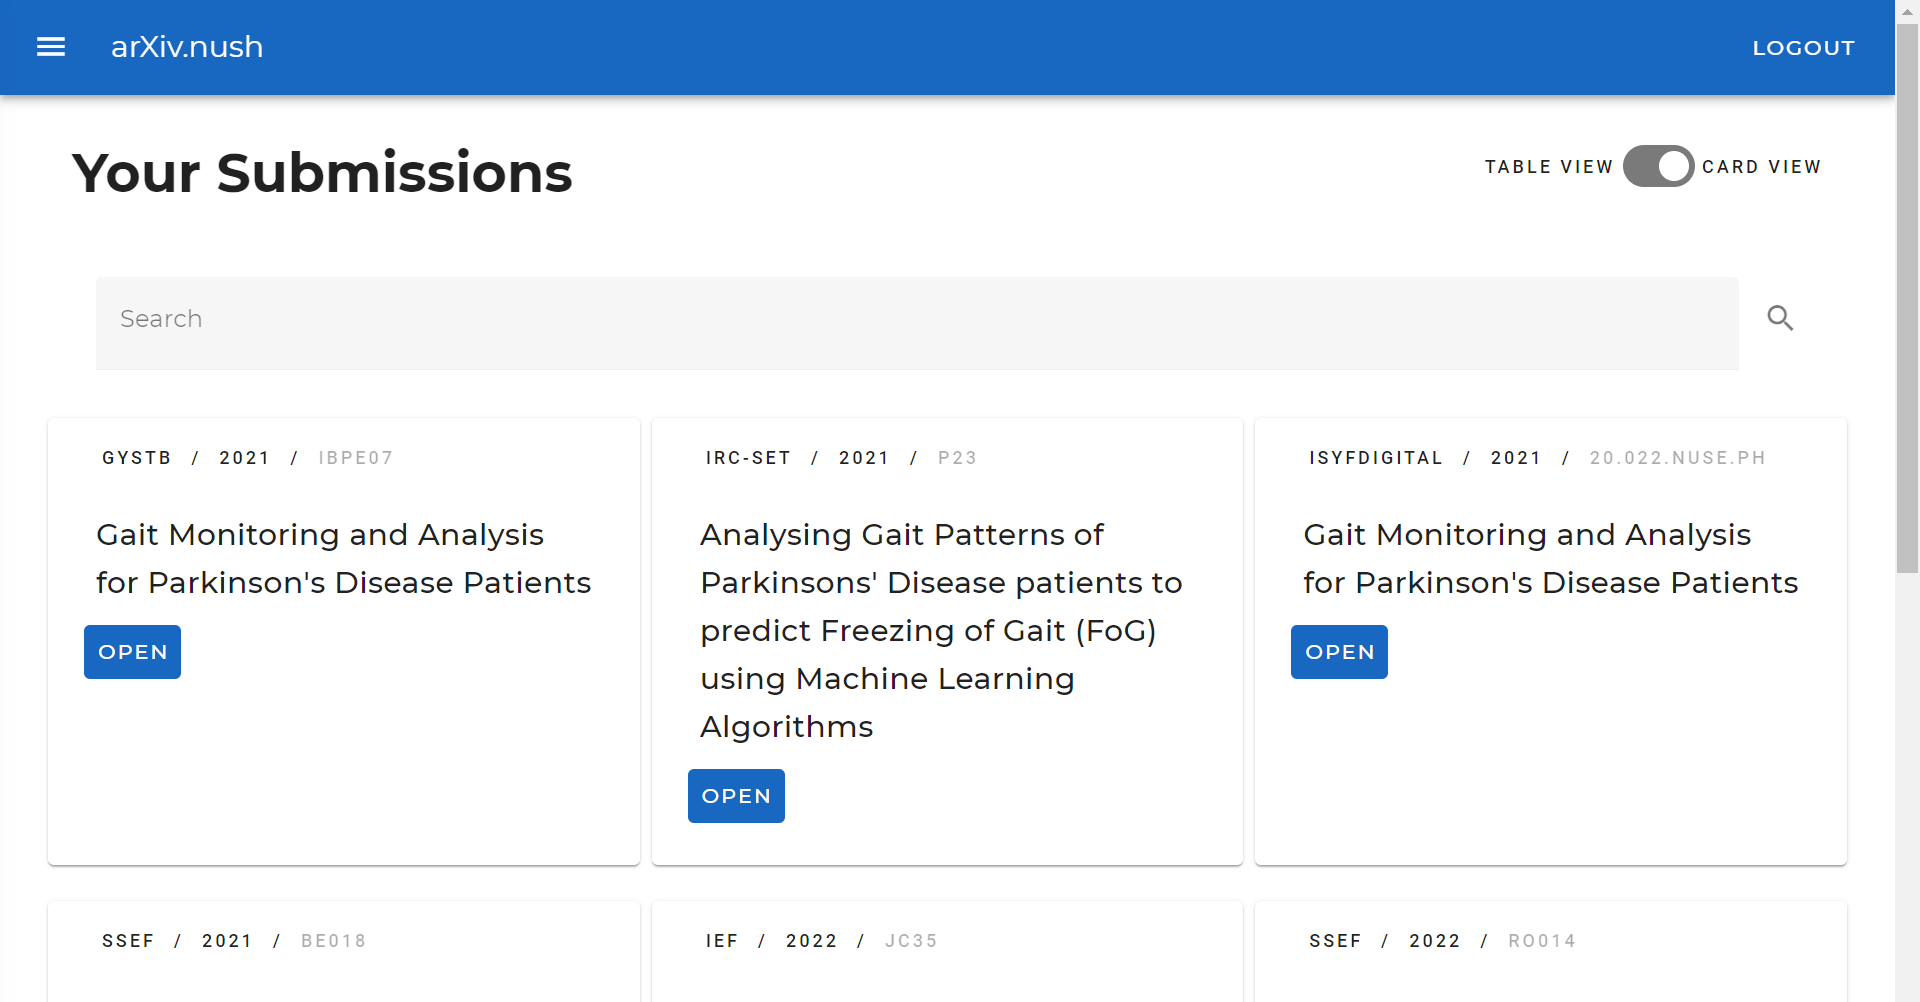 arXiv.nush
LOGOUT
Your Submissions
TABLE VIEW
CARD VIEW
Search
GYSTB / 2021 / IBPE07
Gait Monitoring and Analysis
for Parkinson's Disease Patients
OPEN
IRC-SET / 2021 / P23
Analysing Gait Patterns of
Parkinsons' Disease patients to
predict Freezing of Gait (FoG)
using Machine Learning
Algorithms
OPEN
ISYFDIGITAL / 2021 / 20.022.NUSE.PH
Gait Monitoring and Analysis
for Parkinson's Disease Patients
OPEN
SSEF / 2021 / BE018
IEF / 2022 / JC35
SSEF / 2022 / RO014